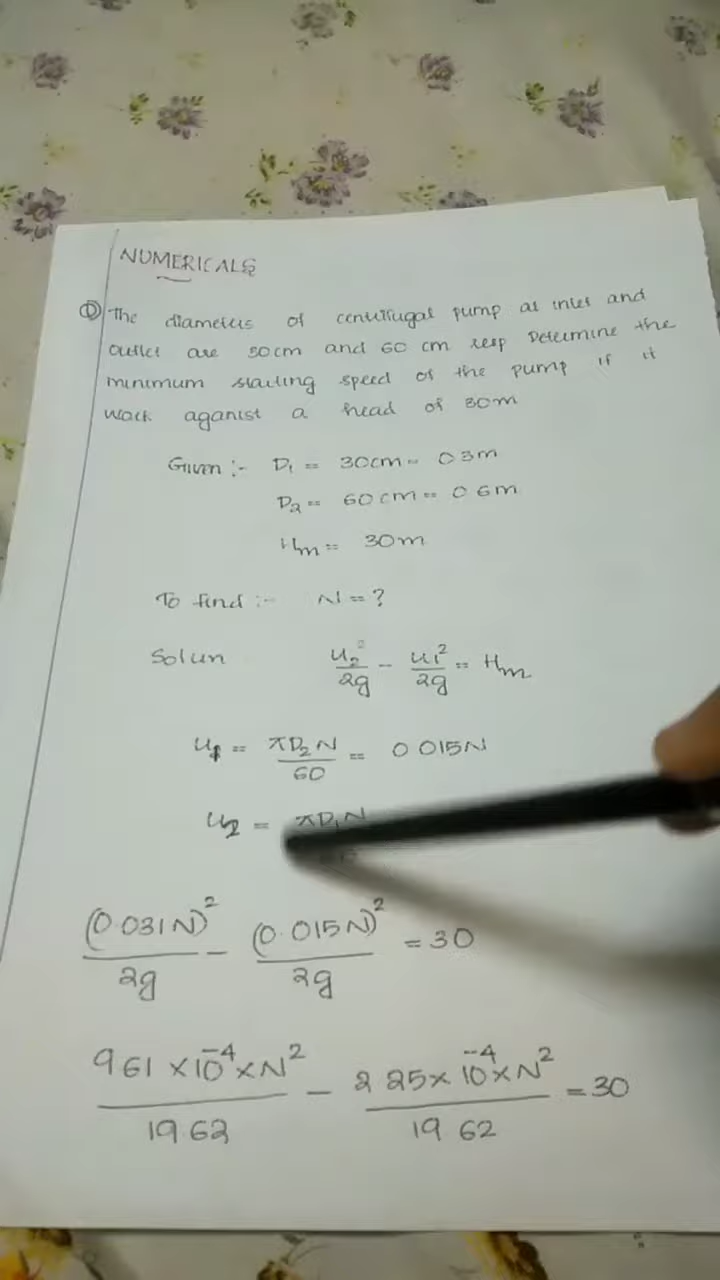 NUMERICALS
① The diameters of centrifugal pump at inlet and
outlet are 30cm and 60 cm resp Determine the
minimum starting speed of the pump if it
work aganist a head of 30m
Given :- D₁ = 30cm = 0.3m
D₂ = 60cm = 0.6m
Hm = 30m
To find :- N = ?
Solun u₂²/2g - u₁²/2g = Hm
u₁ = πD₂N/60 = 0.015N
u₂ = πD₁N
(0.031N)²/2g - (0.015N)²/2g = 30
9.61 × 10⁻⁴ × N²/19.62 - 2.25 × 10⁻⁴ × N²/19.62 = 30